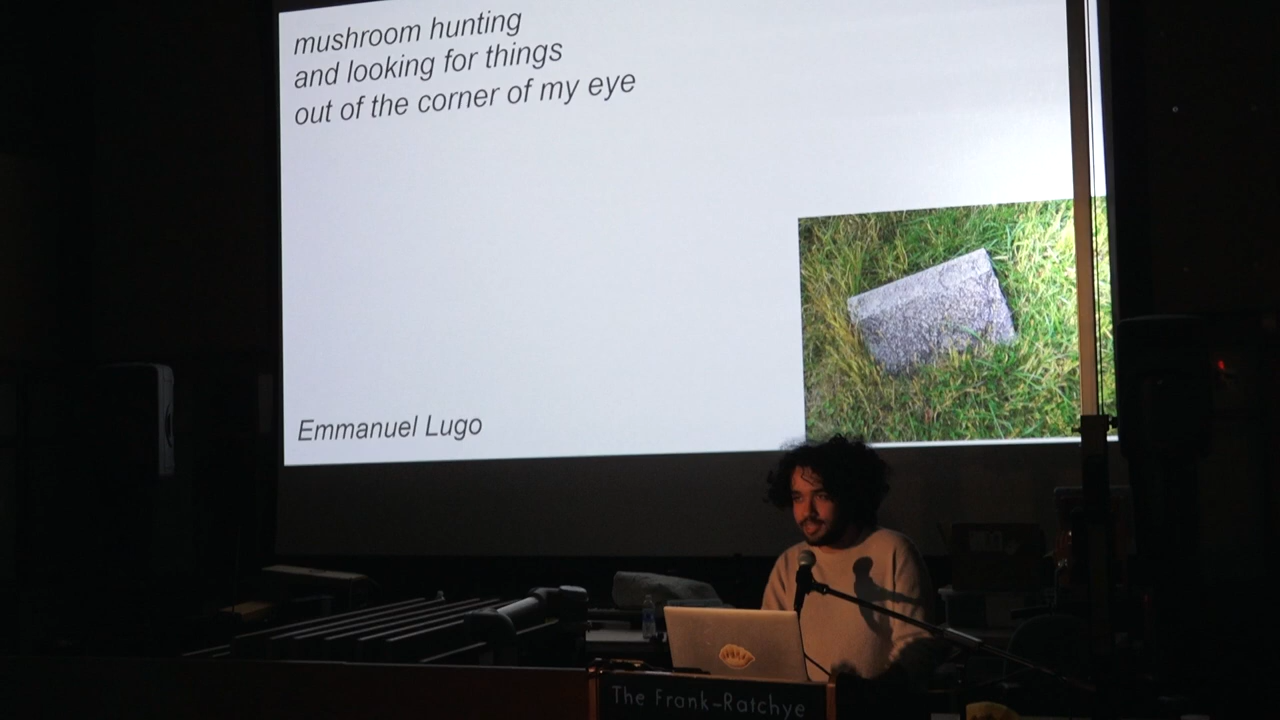 mushroom hunting
and looking for things
out of the corner of my eye
Emmanuel Lugo
The Frank-Ratchye